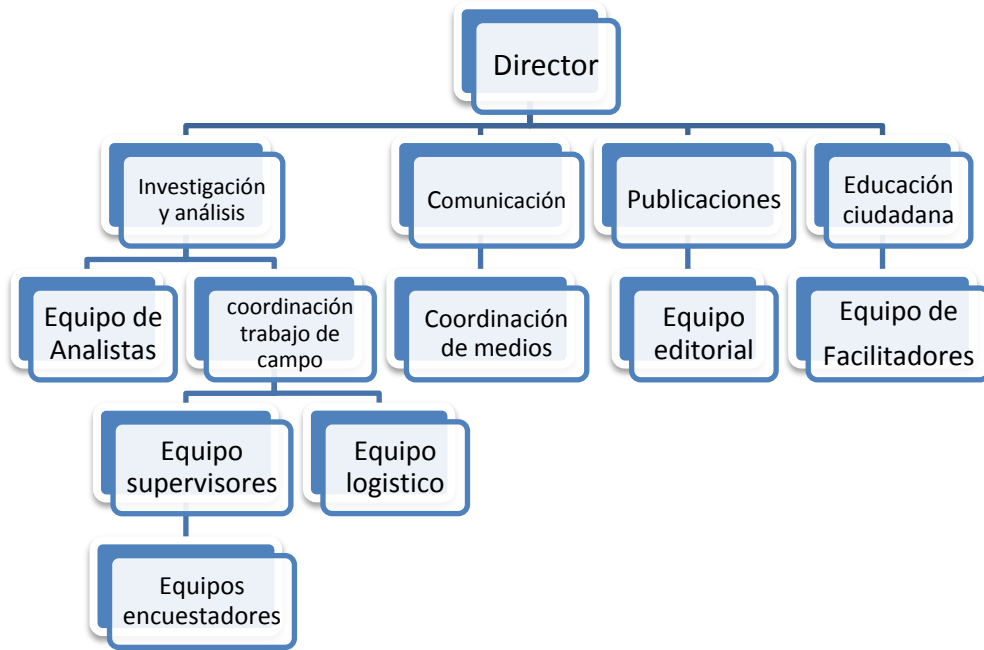 Director
Investigación
y análisis
Comunicación
Publicaciones
Educación
ciudadana
Equipo de
Analistas
coordinación
trabajo de
campo
Coordinación
de medios
Equipo
editorial
Equipo de
Facilitadores
Equipo
supervisores
Equipo
logistico
Equipos
encuestadores